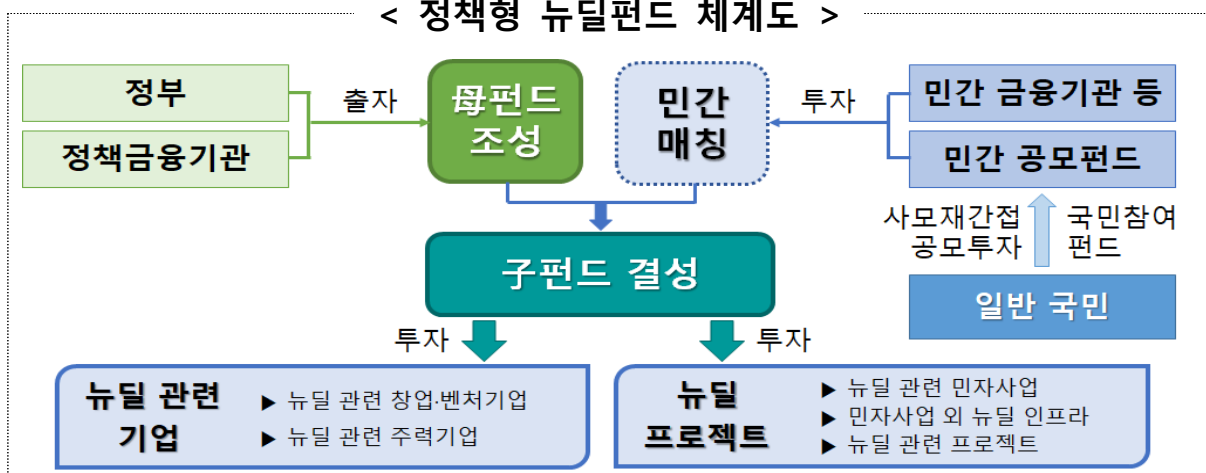 < 정책형 뉴딜펀드 체계도 >
정부
정책금융기관
출자
母펀드
조성
민간
매칭
투자
민간 금융기관 등
민간 공모펀드
사모재간접
공모투자
국민참여
펀드
일반 국민
子펀드 결성
투자
투자
뉴딜 관련
기업
▶ 뉴딜 관련 창업·벤처기업
▶ 뉴딜 관련 주력기업
뉴딜
프로젝트
▶ 뉴딜 관련 민자사업
▶ 민자사업 외 뉴딜 인프라
▶ 뉴딜 관련 프로젝트